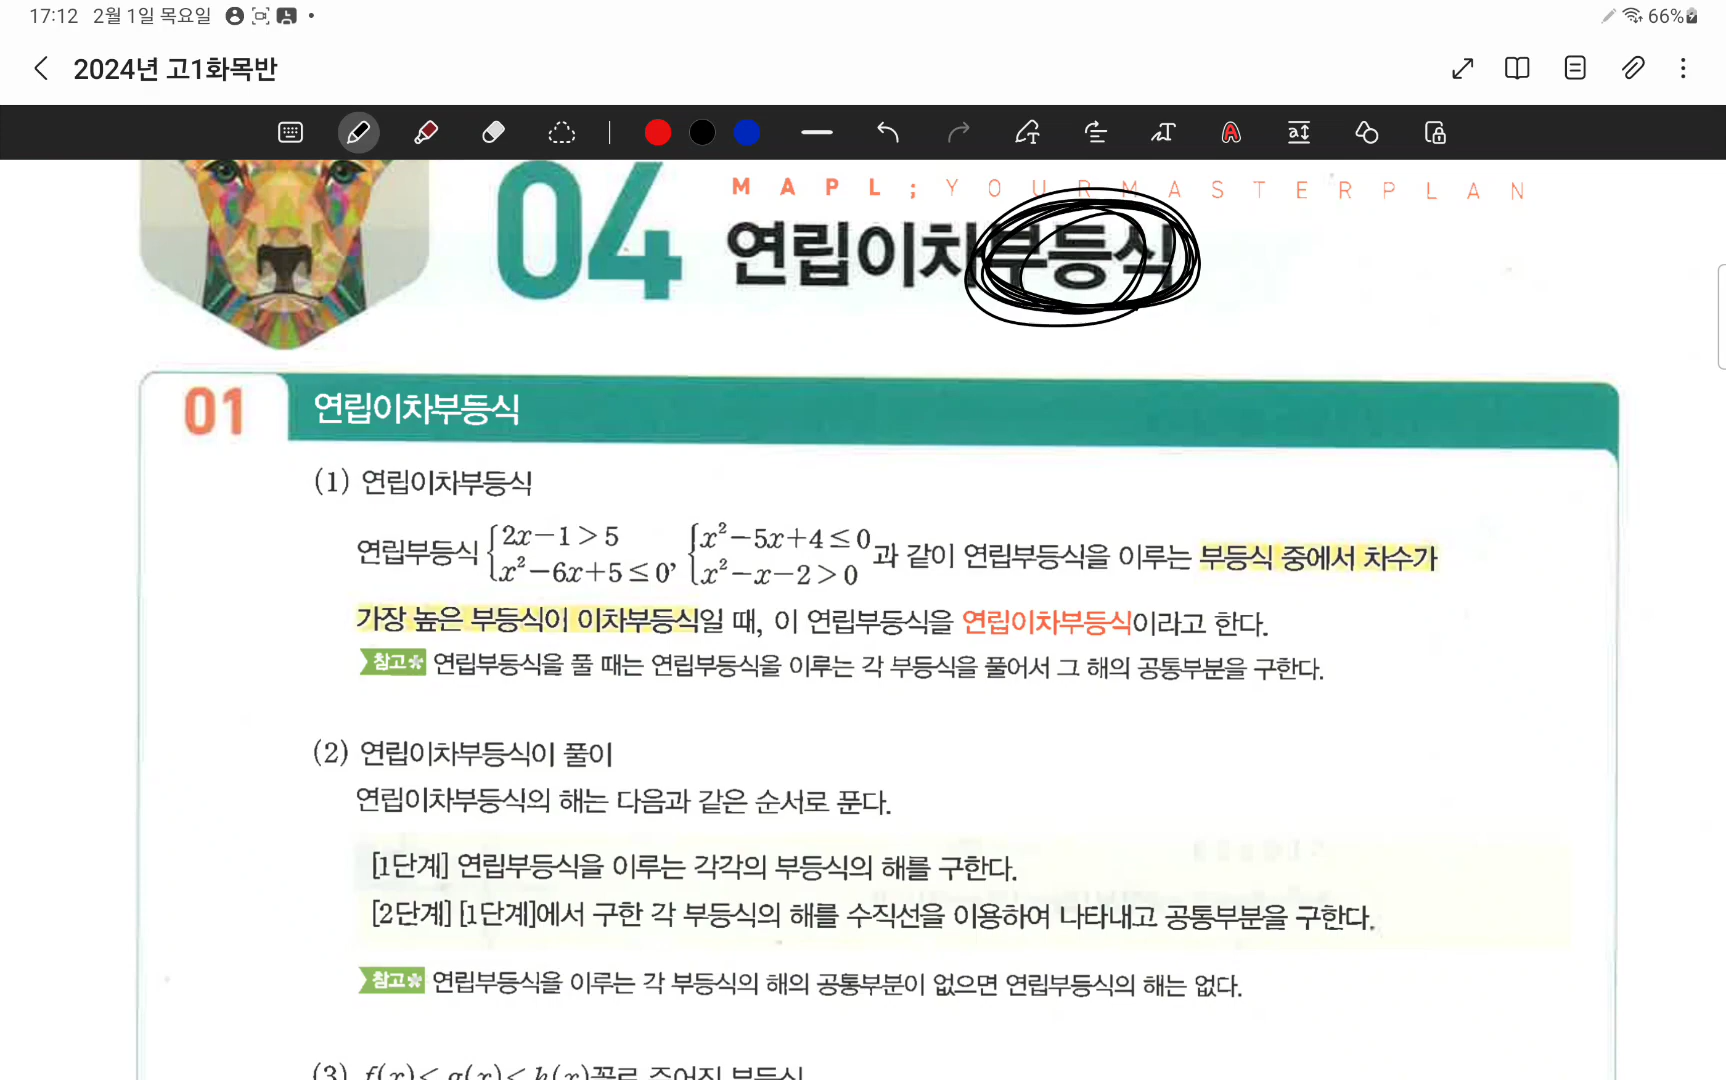 17:12 2월 1일 목요일
66%
2024년 고1화목반
04
MAPL;YOURMASTERPLAN
연립이차부등식
01 연립이차부등식
(1) 연립이차부등식
연립부등식 {2x-1>5, x²-6x+5≤0, {x²-5x+4≤0, x²-x-2>0 과 같이 연립부등식을 이루는 부등식 중에서 차수가
가장 높은 부등식이 이차부등식일 때, 이 연립부등식을 연립이차부등식이라고 한다.
참고* 연립부등식을 풀 때는 연립부등식을 이루는 각 부등식을 풀어서 그 해의 공통부분을 구한다.
(2) 연립이차부등식이 풀이
연립이차부등식의 해는 다음과 같은 순서로 푼다.
[1단계] 연립부등식을 이루는 각각의 부등식의 해를 구한다.
[2단계] [1단계]에서 구한 각 부등식의 해를 수직선을 이용하여 나타내고 공통부분을 구한다.
참고* 연립부등식을 이루는 각 부등식의 해의 공통부분이 없으면 연립부등식의 해는 없다.
(3) f(x)<g(x)<h(x)꼴로 주어진 부등식